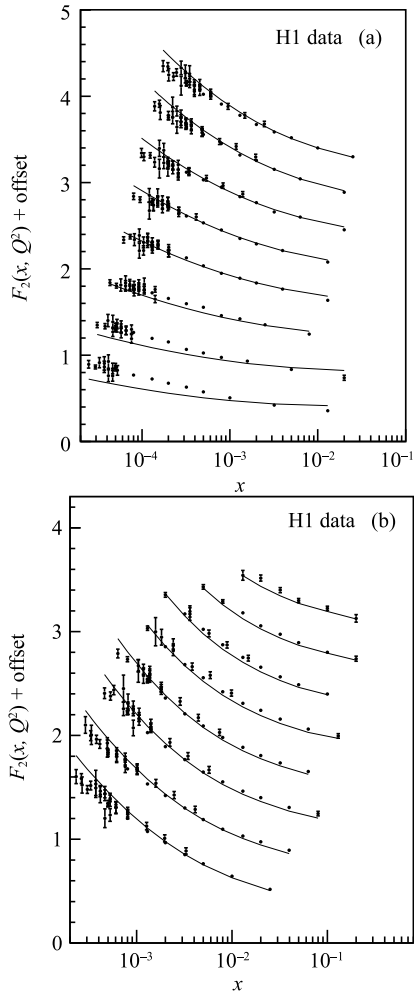 5
H1 data (a)
4
3
2
1
0
F₂(x, Q²) + offset
10⁻⁴ 10⁻³ 10⁻² 10⁻¹
x
H1 data (b)
4
3
2
1
0
F₂(x, Q²) + offset
10⁻³ 10⁻² 10⁻¹
x